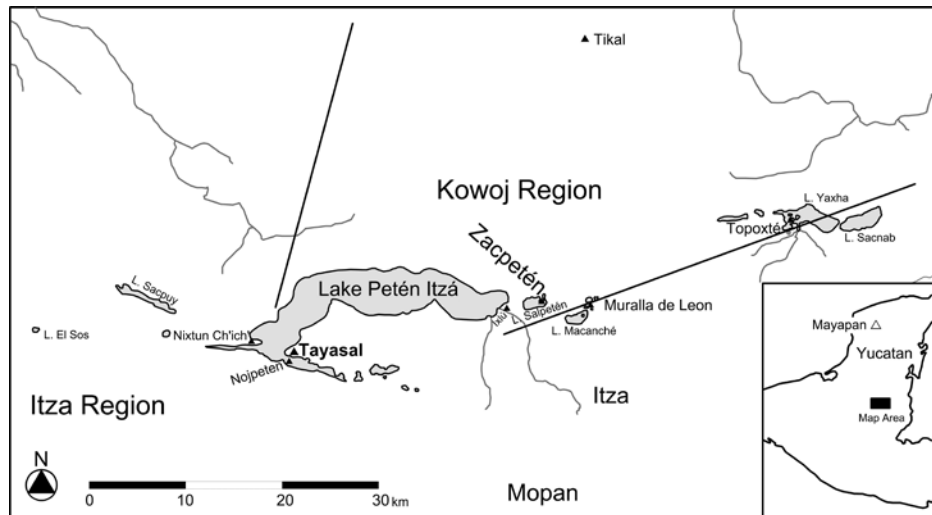 Tikal
Kowoj Region
L. Yaxha
Topoxté
L. Sacnab
Zacpetén
L. Sacpuy
Lake Petén Itzá
L. Salpetén
Muralla de Leon
Ixlú
L. Macanché
L. El Sos
Nixtun Ch'ich'
Tayasal
Nojpeten
Itza Region
Itza
Mopan
N
0 10 20 30 km
Mayapan
Yucatan
Map Area